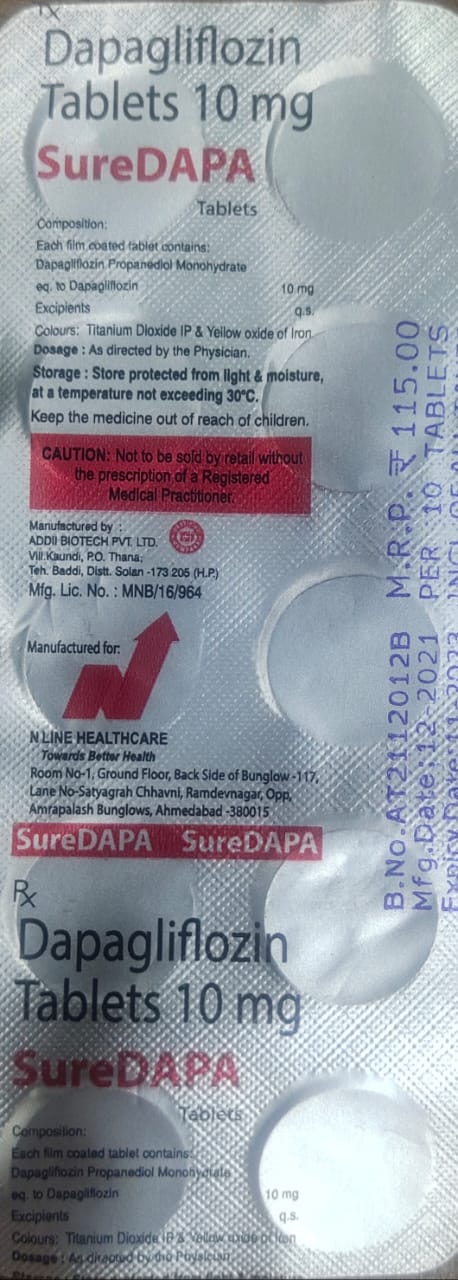 Rx
Dapagliflozin
Tablets 10 mg
SureDAPA
Tablets
Composition:
Each film coated tablet contains:
Dapagliflozin Propanediol Monohydrate
eq. to Dapagliflozin 10 mg
Excipients q.s.
Colours: Titanium Dioxide IP & Yellow oxide of Iron
Dosage : As directed by the Physician.
Storage : Store protected from light & moisture,
at a temperature not exceeding 30°C.
Keep the medicine out of reach of children.
CAUTION: Not to be sold by retail without
the prescription of a Registered
Medical Practitioner.
Manufactured by :
ADDII BIOTECH PVT. LTD.
Vill.Kaundi, P.O. Thana,
Teh. Baddi, Distt. Solan -173 205 (H.P.)
Mfg. Lic. No. : MNB/16/964
Manufactured for:
N LINE HEALTHCARE
Towards Better Health
Room No-1, Ground Floor, Back Side of Bunglow -117,
Lane No-Satyagrah Chhavni, Ramdevnagar, Opp,
Amrapalash Bunglows, Ahmedabad -380015
SureDAPA SureDAPA
Rx
Dapagliflozin
Tablets 10 mg
SureDAPA
Tablets
Composition:
Each film coated tablet contains:
Dapagliflozin Propanediol Monohydrate
eq. to Dapagliflozin 10 mg
Excipients q.s.
Colours: Titanium Dioxide IP & Yellow oxide of Iron
Dosage : As directed by the Physician.
B.No.AT2112012B M.R.P. ₹ 115.00
Mfg.Date:12-2021 PER 10 TABLETS
Expiry Date:11-2023